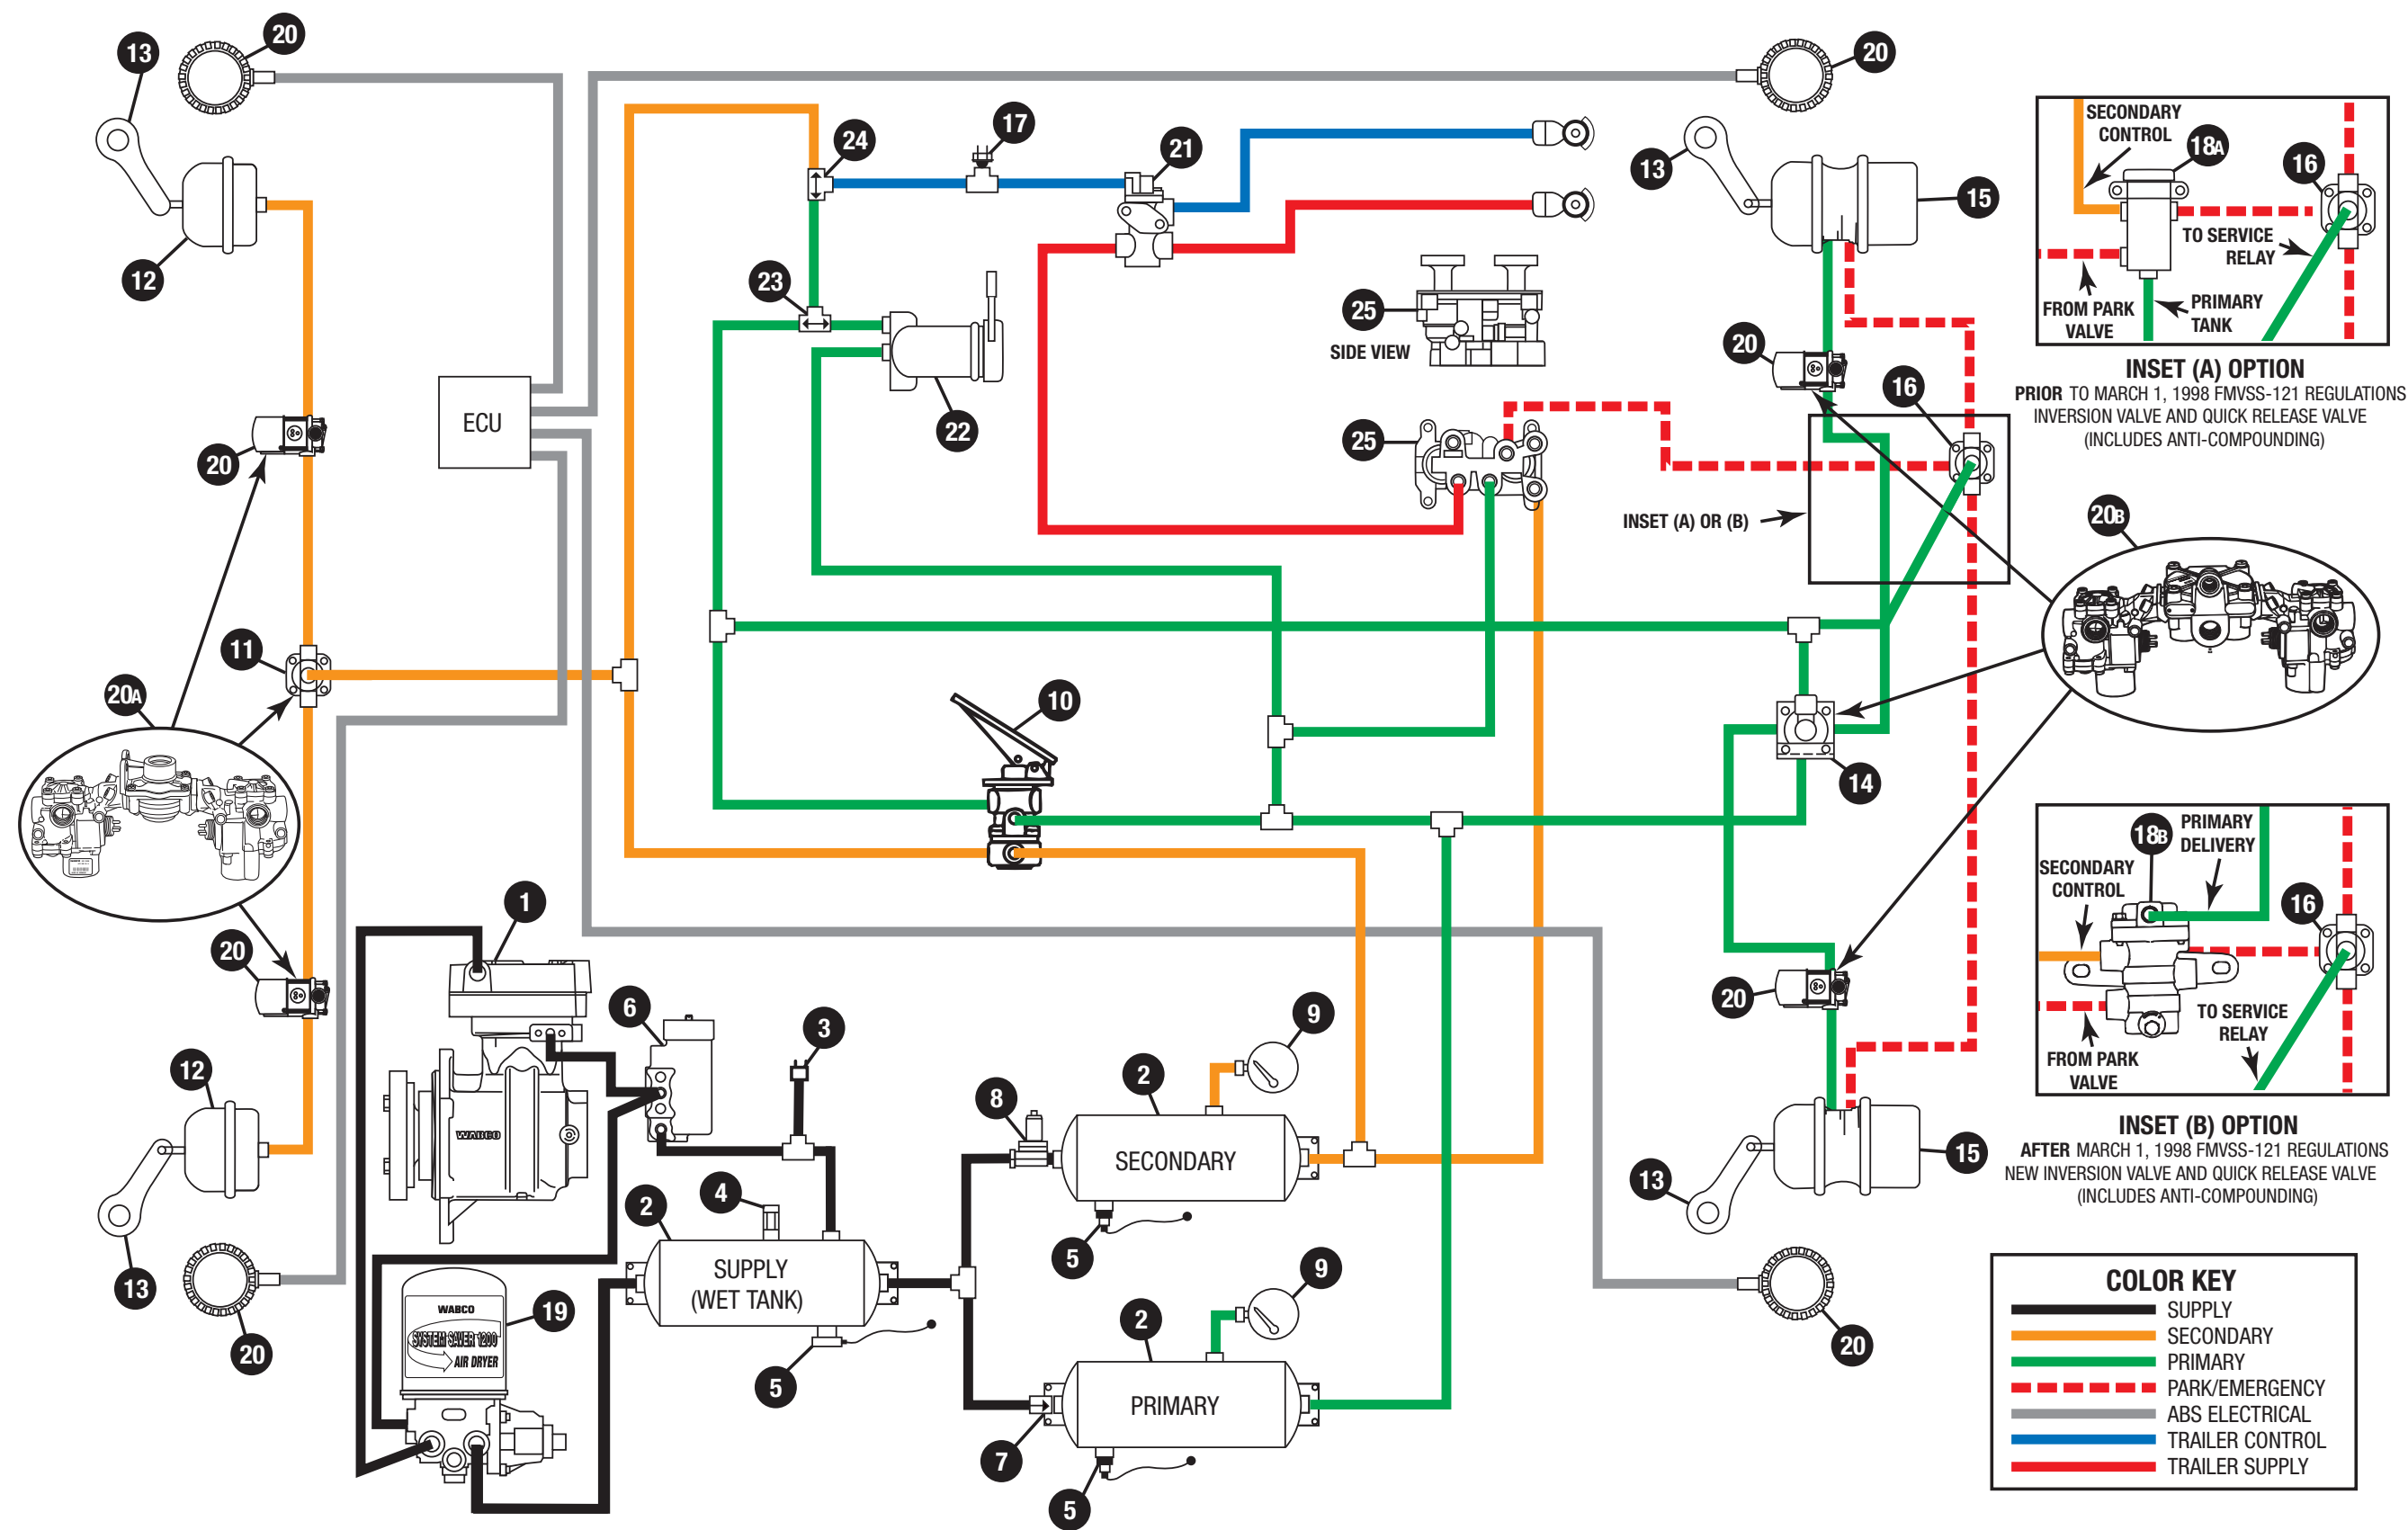 13
20
12
20
11
20A
20
12
13
20
ECU
24
17
21
23
22
10
25
SIDE VIEW
25
20
13
15
20
16
INSET (A) OR (B)
14
20
15
13
20
20B
SECONDARY
CONTROL
18A
16
TO SERVICE
RELAY
FROM PARK
VALVE
PRIMARY
TANK
INSET (A) OPTION
PRIOR TO MARCH 1, 1998 FMVSS-121 REGULATIONS
INVERSION VALVE AND QUICK RELEASE VALVE
(INCLUDES ANTI-COMPOUNDING)
18B
PRIMARY
DELIVERY
SECONDARY
CONTROL
16
TO SERVICE
RELAY
FROM PARK
VALVE
INSET (B) OPTION
AFTER MARCH 1, 1998 FMVSS-121 REGULATIONS
NEW INVERSION VALVE AND QUICK RELEASE VALVE
(INCLUDES ANTI-COMPOUNDING)
1
WABCO
6
3
4
2
SUPPLY
(WET TANK)
5
WABCO
SYSTEM SAVER 1200
AIR DRYER
19
8
2
9
SECONDARY
5
2
9
PRIMARY
7
5
COLOR KEY
SUPPLY
SECONDARY
PRIMARY
PARK/EMERGENCY
ABS ELECTRICAL
TRAILER CONTROL
TRAILER SUPPLY